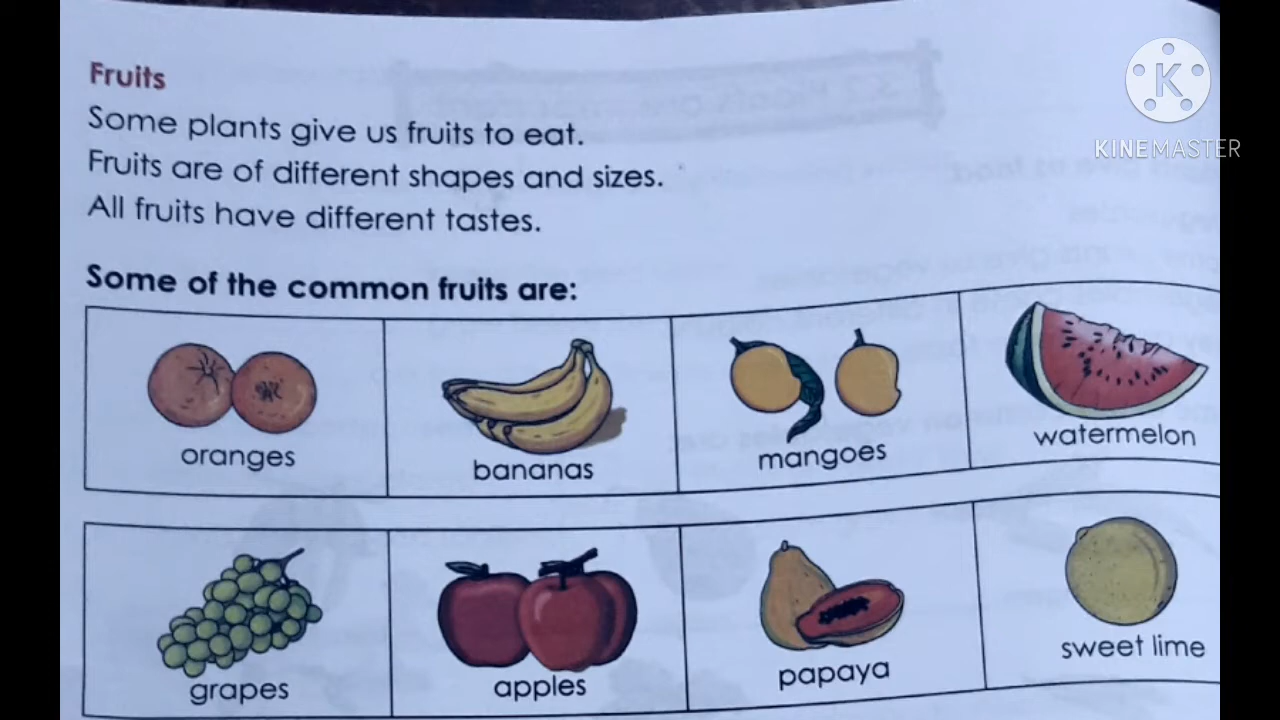 Fruits
Some plants give us fruits to eat.
Fruits are of different shapes and sizes.
All fruits have different tastes.
Some of the common fruits are:
oranges
bananas
mangoes
watermelon
grapes
apples
papaya
sweet lime
K
KINEMASTER